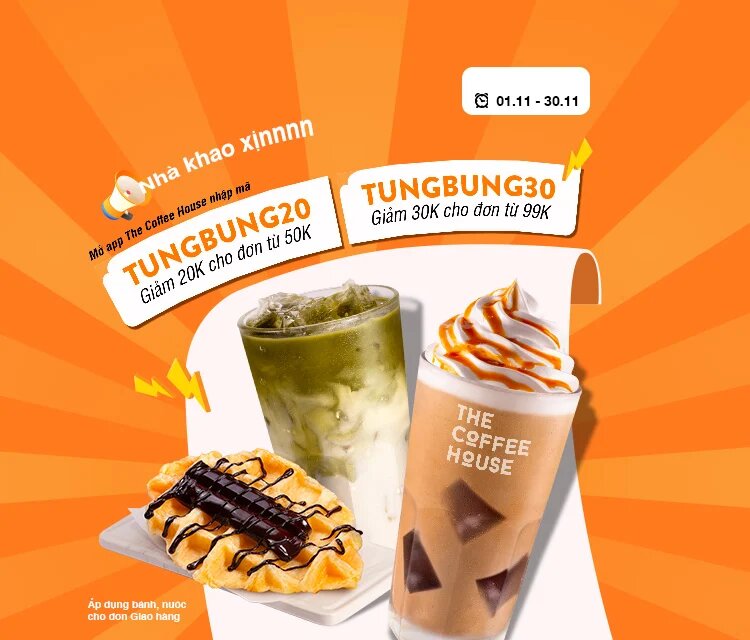 01.11 - 30.11
Nhà khao xịnnnn
Mở app The Coffee House nhập mã
TUNGBUNG20
Giảm 20K cho đơn từ 50K
TUNGBUNG30
Giảm 30K cho đơn từ 99K
THE
COFFEE
HOUSE
Áp dụng bánh, nước
cho đơn Giao hàng